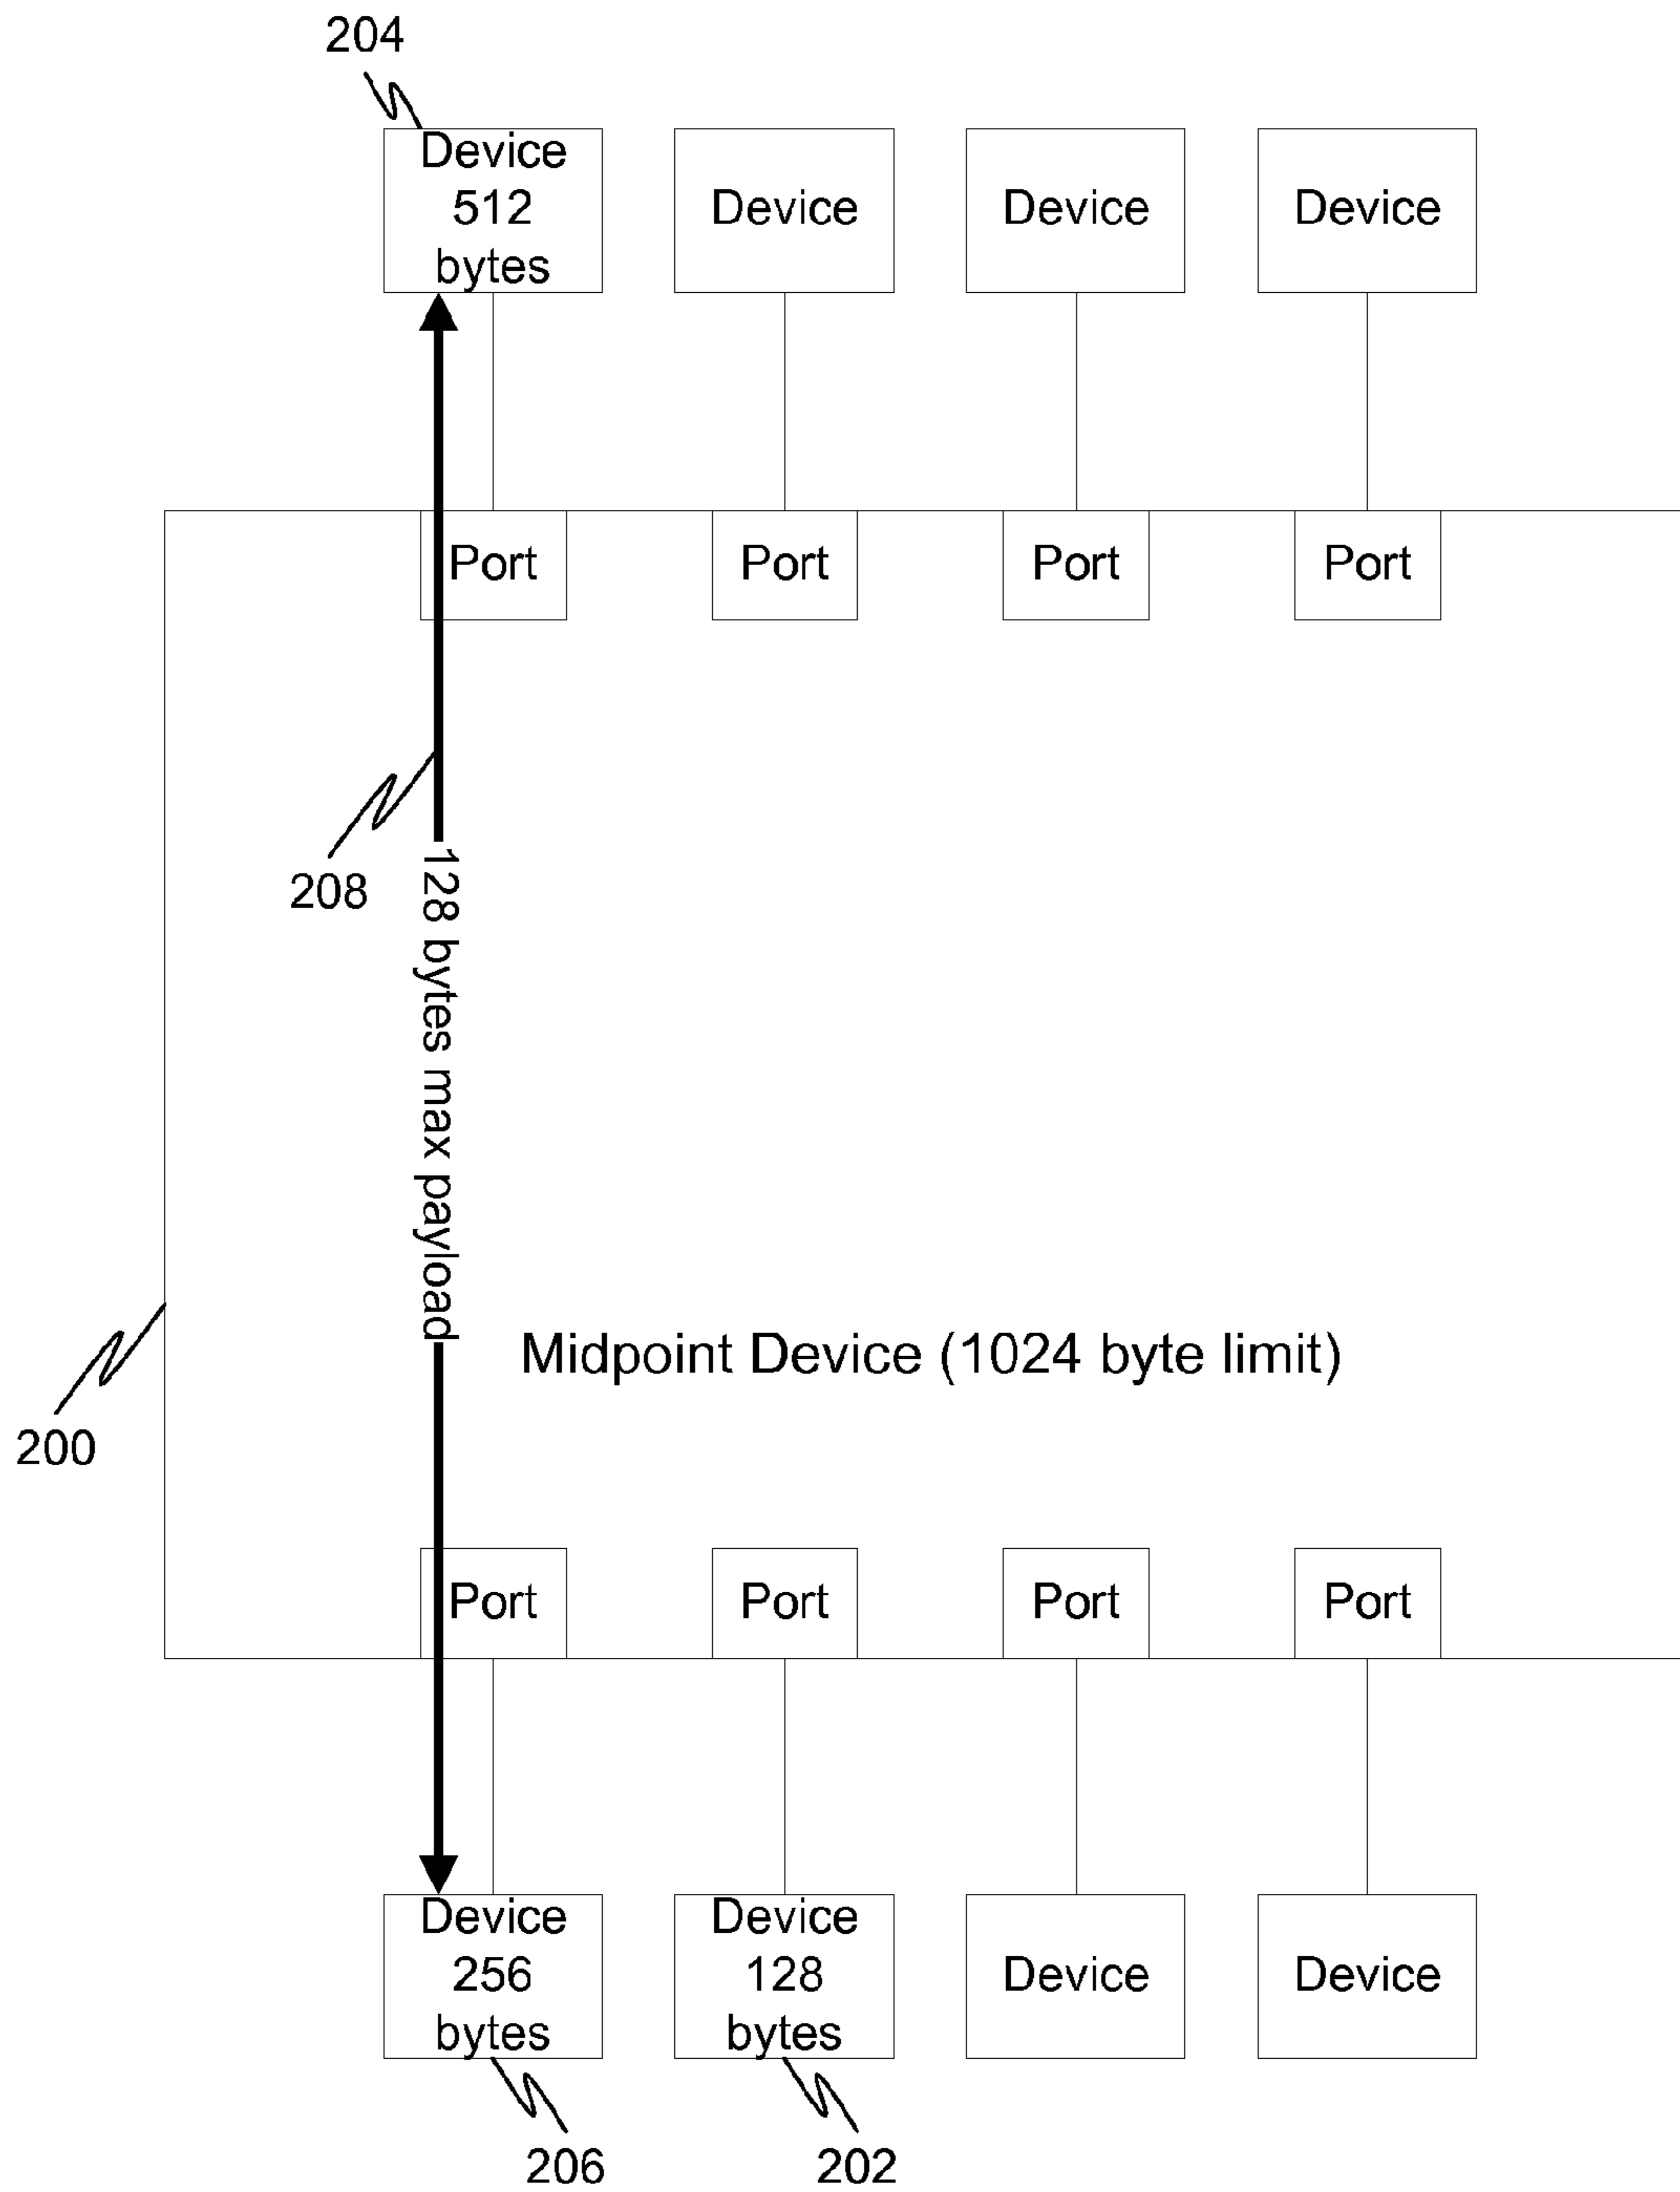 204
Device
512
bytes
Device
Device
Device
Port
Port
Port
Port
208
128 bytes max payload
Midpoint Device (1024 byte limit)
200
Port
Port
Port
Port
Device
256
bytes
Device
128
bytes
Device
Device
206
202